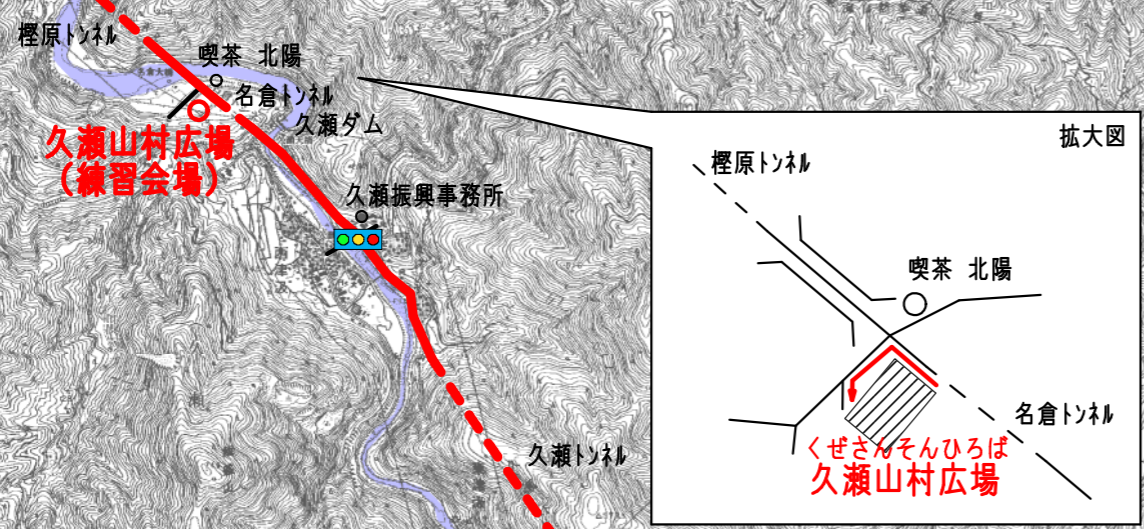 樫原トンネル
喫茶 北陽
名倉トンネル
久瀬ダム
久瀬山村広場
（練習会場）
久瀬振興事務所
久瀬トンネル
拡大図
樫原トンネル
喫茶 北陽
名倉トンネル
くぜさんそんひろば
久瀬山村広場